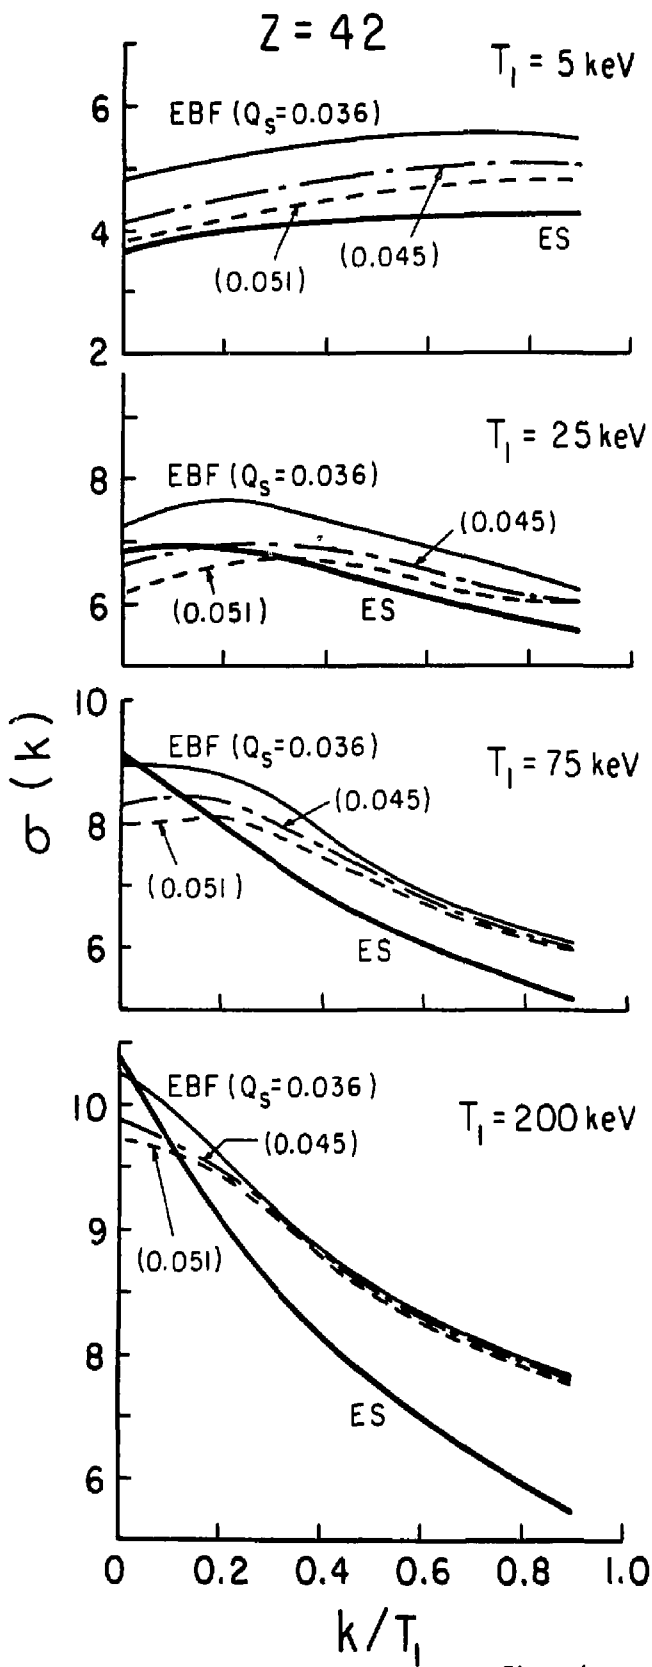 Z = 42
T₁ = 5 keV
6
EBF (Qₛ=0.036)
4
ES
(0.045)
(0.051)
2
T₁ = 25 keV
8
EBF (Qₛ=0.036)
(0.045)
6
(0.051)
ES
10
EBF (Qₛ=0.036)
T₁ = 75 keV
(0.045)
8
(0.051)
6
ES
σ (k)
EBF (Qₛ=0.036)
10
T₁ = 200 keV
(0.045)
9
(0.051)
8
ES
6
0 0.2 0.4 0.6 0.8 1.0
k/T₁